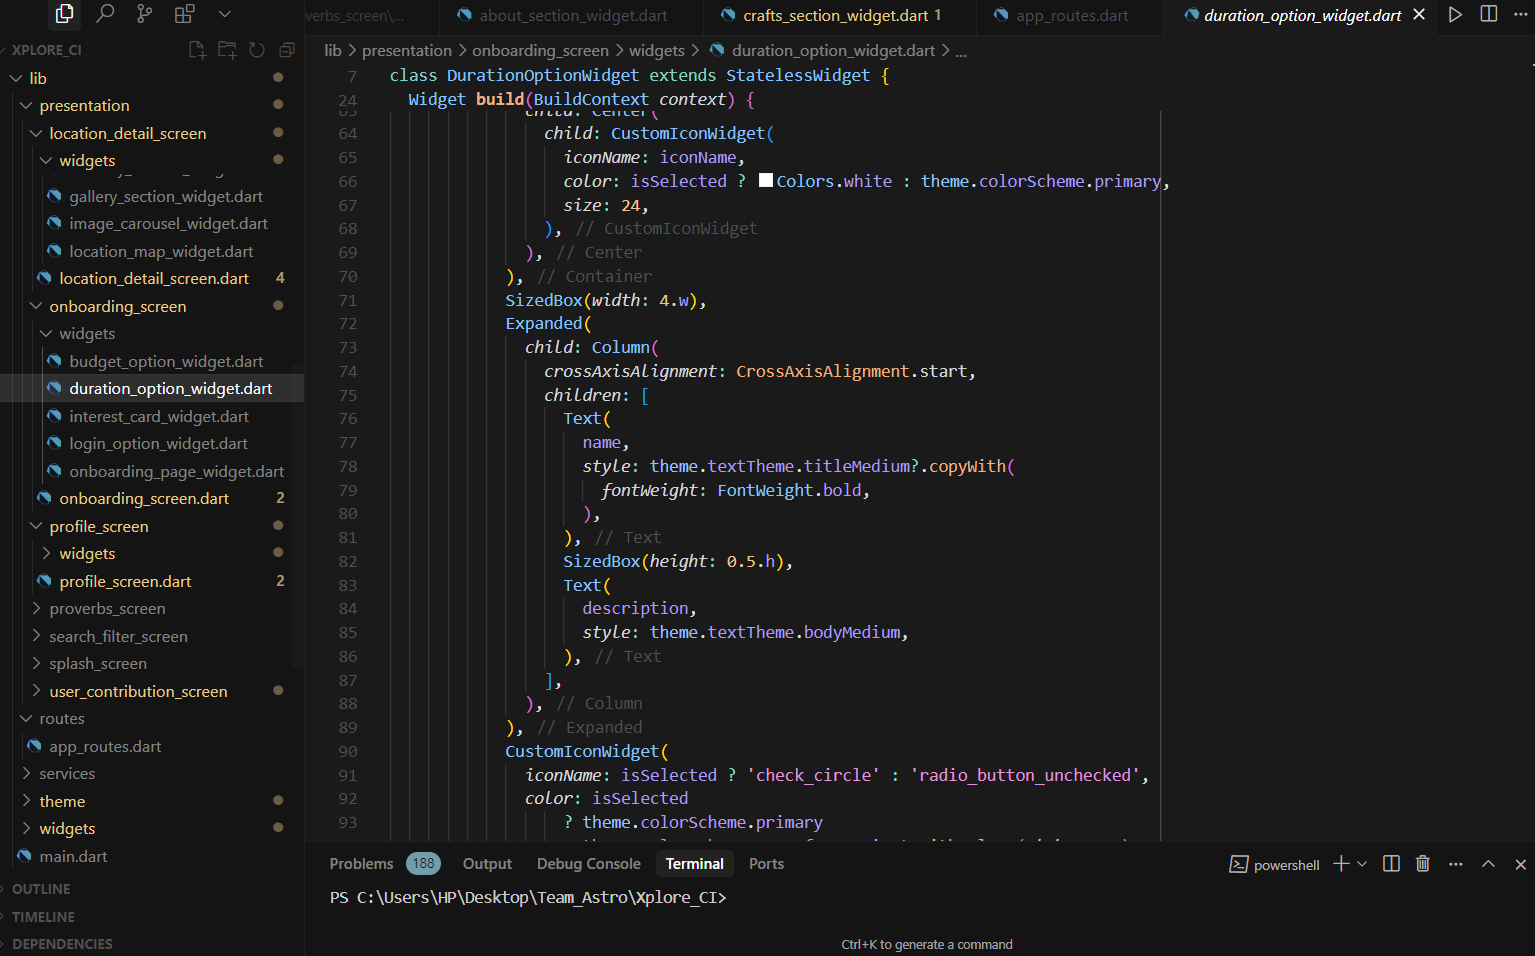 verbs_screen\...
about_section_widget.dart
crafts_section_widget.dart 1
app_routes.dart
duration_option_widget.dart
XPLORE_CI
lib
presentation
location_detail_screen
widgets
gallery_section_widget.dart
image_carousel_widget.dart
location_map_widget.dart
location_detail_screen.dart 4
onboarding_screen
widgets
budget_option_widget.dart
duration_option_widget.dart
interest_card_widget.dart
login_option_widget.dart
onboarding_page_widget.dart
onboarding_screen.dart 2
profile_screen
widgets
profile_screen.dart 2
proverbs_screen
search_filter_screen
splash_screen
user_contribution_screen
routes
app_routes.dart
services
theme
widgets
main.dart
OUTLINE
TIMELINE
DEPENDENCIES
lib > presentation > onboarding_screen > widgets > duration_option_widget.dart > ...
7 class DurationOptionWidget extends StatelessWidget {
24 Widget build(BuildContext context) {
63 child: Center(
64 child: CustomIconWidget(
65 iconName: iconName,
66 color: isSelected ? Colors.white : theme.colorScheme.primary,
67 size: 24,
68 ), // CustomIconWidget
69 ), // Center
70 ), // Container
71 SizedBox(width: 4.w),
72 Expanded(
73 child: Column(
74 crossAxisAlignment: CrossAxisAlignment.start,
75 children: [
76 Text(
77 name,
78 style: theme.textTheme.titleMedium?.copyWith(
79 fontWeight: FontWeight.bold,
80 ),
81 ), // Text
82 SizedBox(height: 0.5.h),
83 Text(
84 description,
85 style: theme.textTheme.bodyMedium,
86 ), // Text
87 ],
88 ), // Column
89 ), // Expanded
90 CustomIconWidget(
91 iconName: isSelected ? 'check_circle' : 'radio_button_unchecked',
92 color: isSelected
93 ? theme.colorScheme.primary
Problems 188 Output Debug Console Terminal Ports
powershell
PS C:\Users\HP\Desktop\Team_Astro\Xplore_CI>
Ctrl+K to generate a command